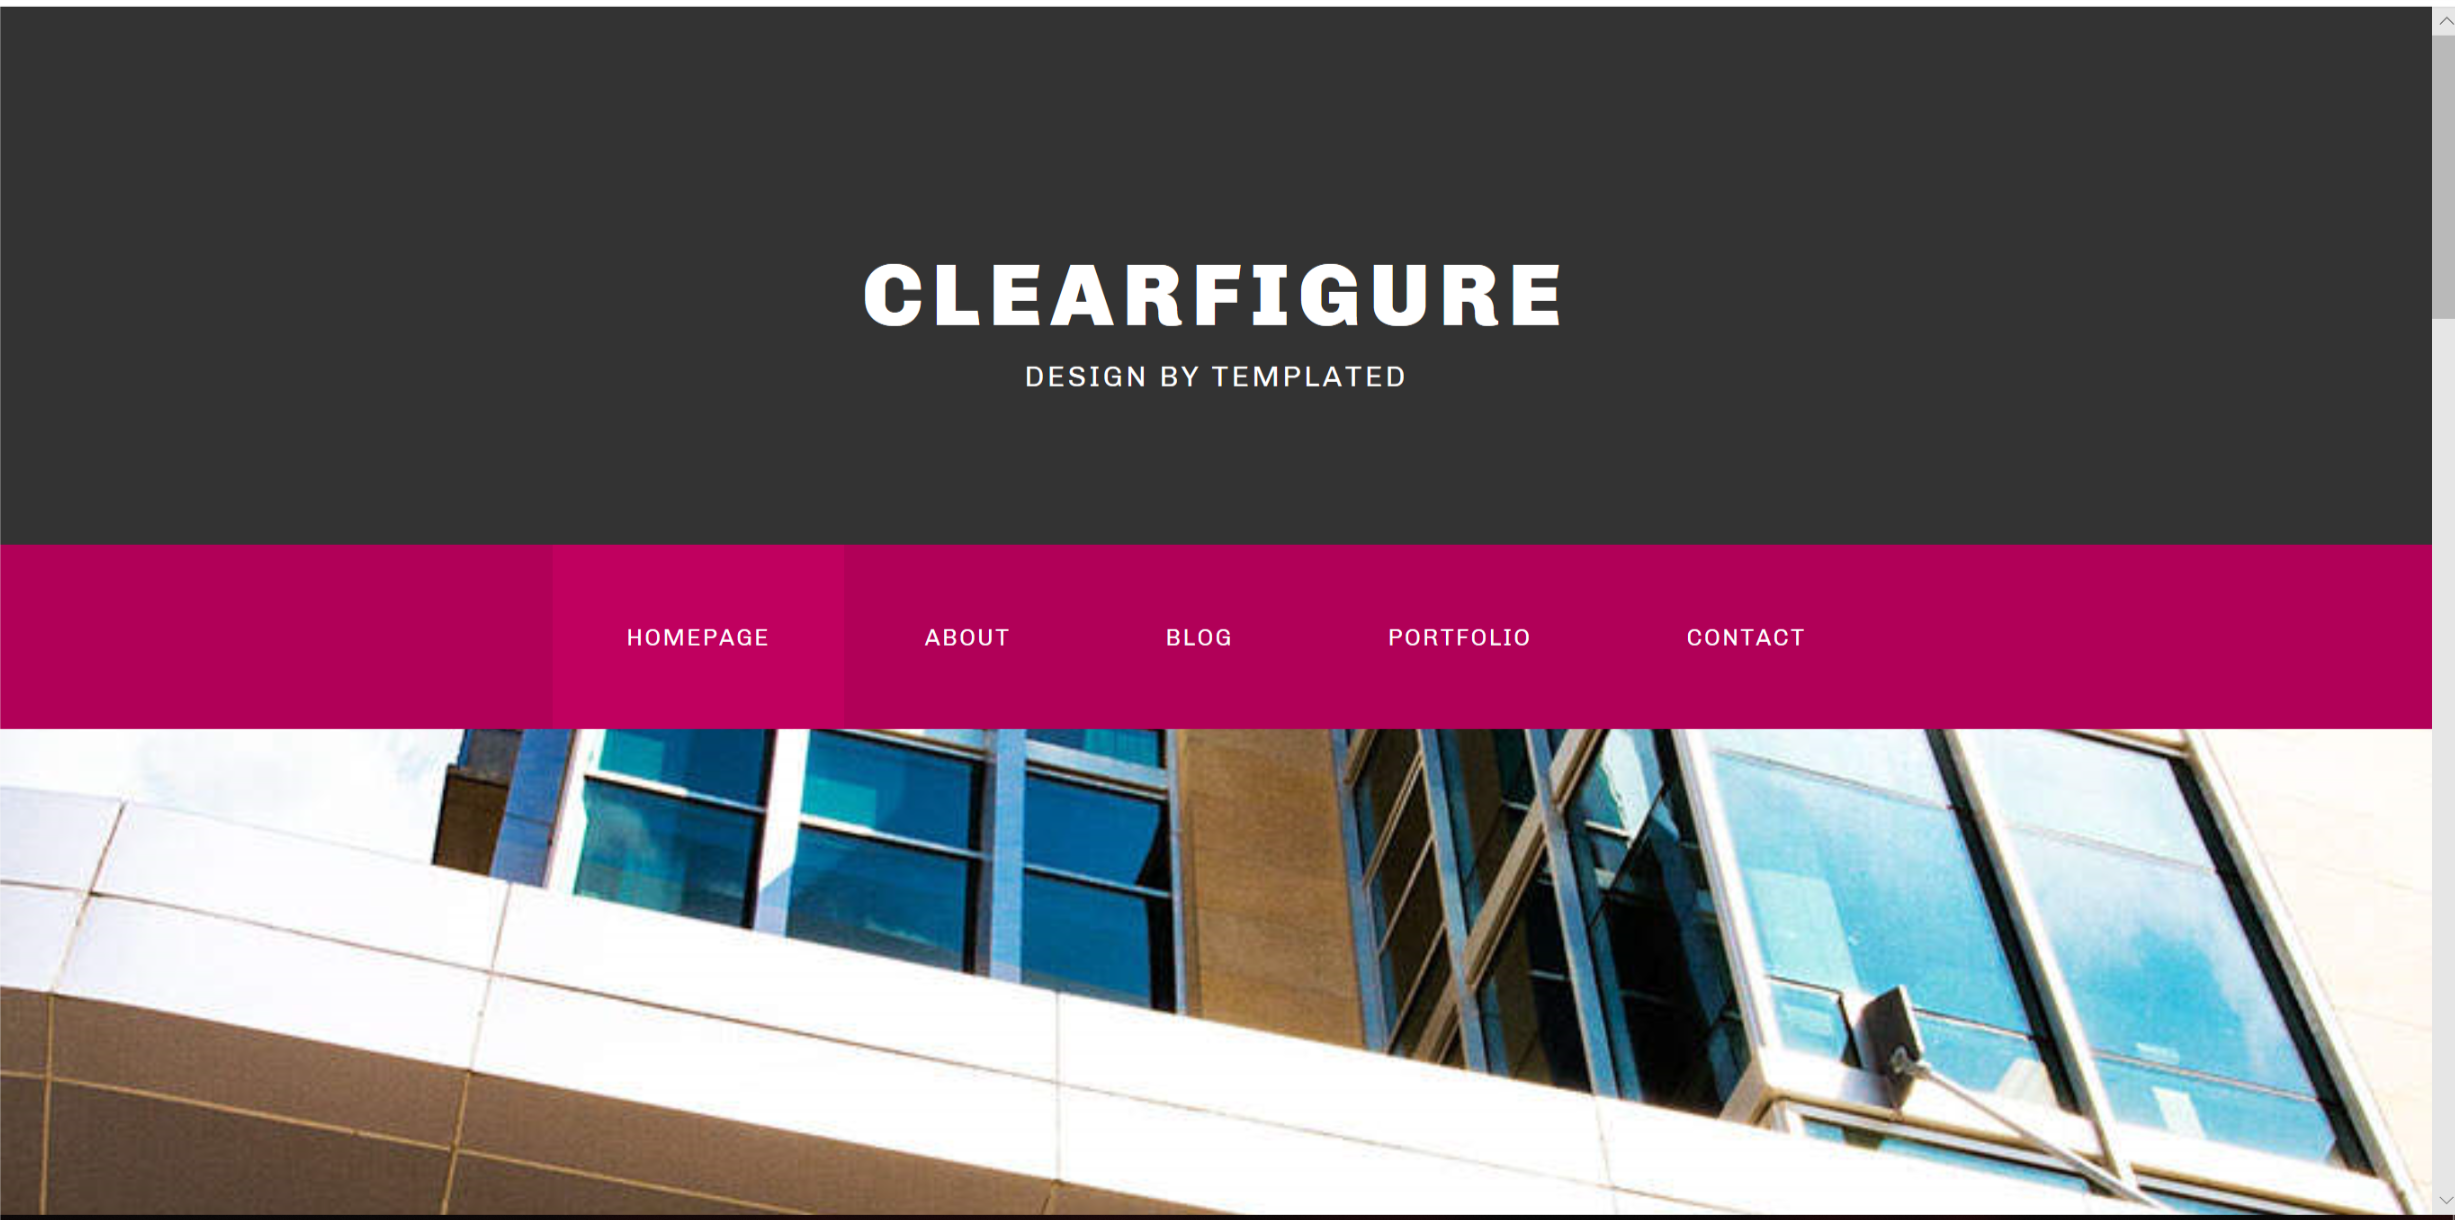 CLEARFIGURE
DESIGN BY TEMPLATED
HOMEPAGE ABOUT BLOG PORTFOLIO CONTACT